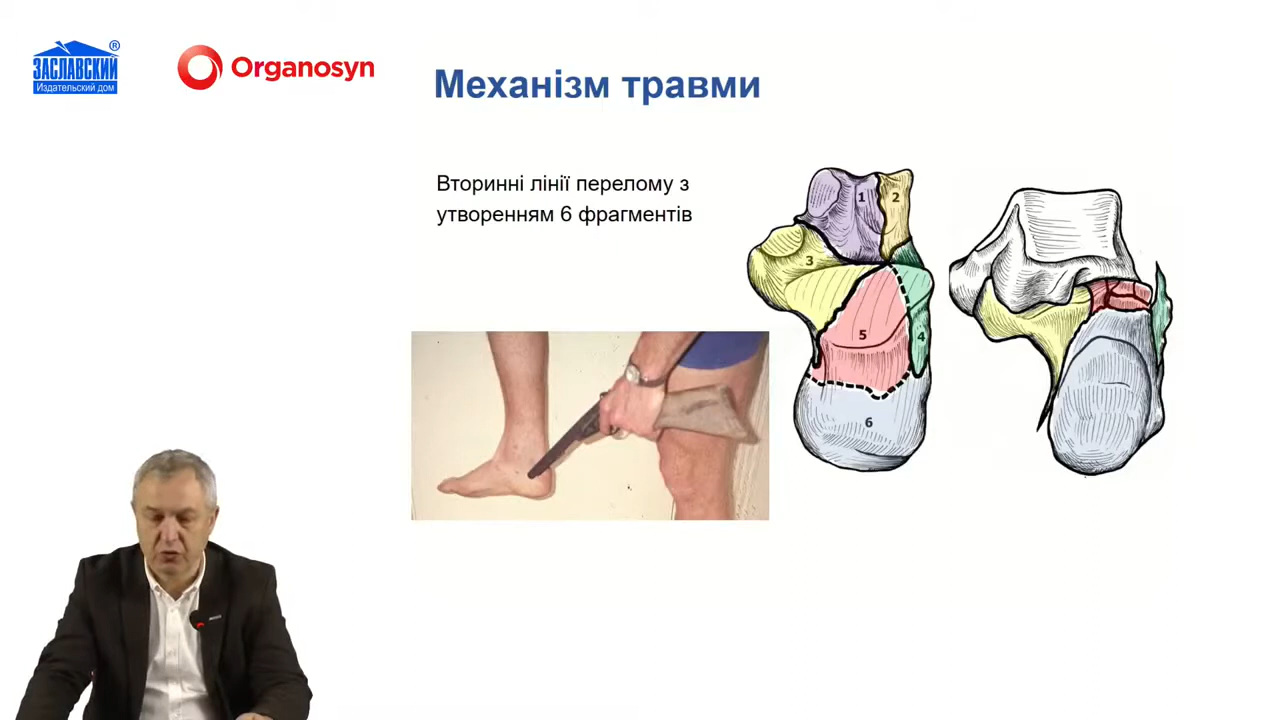 ЗАСЛАВСКИЙ
®
Издательский дом
Organosyn
Механізм травми
Вторинні лінії перелому з
утворенням 6 фрагментів
1
2
3
4
5
6